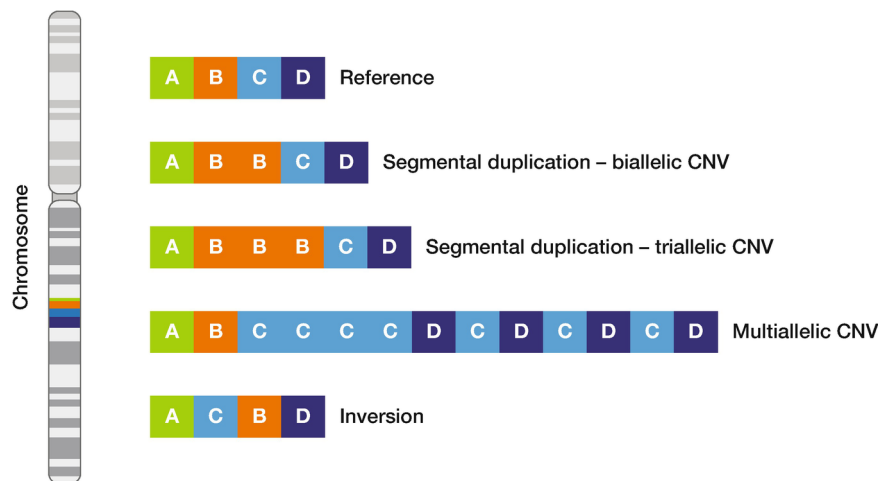 Chromosome
A B C D Reference
A B B C D Segmental duplication – biallelic CNV
A B B B C D Segmental duplication – triallelic CNV
A B C C C C D C D C D C D Multiallelic CNV
A C B D Inversion